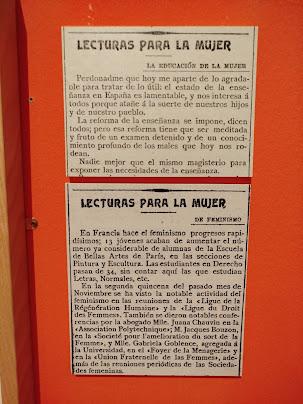 LECTURAS PARA LA MUJER
LA EDUCACIÓN DE LA MUJER
Perdonadme que hoy me aparte de lo agrada-
ble para tratar de lo útil: el estado de la ense-
ñanza en España es lamentable, y nos interesa á
todos porque atañe á la suerte de nuestros hijos
y de nuestro pueblo.
La reforma de la enseñanza se impone, dicen
todos; pero esa reforma tiene que ser meditada
y fruto de un examen detenido y de un conoci-
miento profundo de los males que hoy nos ro-
dean.
Nadie mejor que el mismo magisterio para
exponer las necesidades de la enseñanza.
LECTURAS PARA LA MUJER
DE FEMINISMO
En Francia hace el feminismo progresos rapi-
dísimos; 13 jóvenes acaban de aumentar el nú-
mero ya considerable de alumnas de la Escuela
de Bellas Artes de París, en las secciones de
Pintura y Escultura. Las estudiantes en Derecho
pasan de 34, sin contar aquí las que estudian
Letras, Normales, etc.
En la segunda quincena del pasado mes de
Noviembre se ha visto la notable actividad del
feminismo en las reuniones de la «Ligue de la
Régénération Humaine» y la «Ligue du Droit
des Femmes». También se dieron notables confe-
rencias por la abogado Mlle. Juana Chauvin en la
«Association Polytechnique»; M. Jacques Bonzon,
en la «Société pour l'amélioration du sort de la
Femme», y Mlle. Gabriela Golience, agregada á
la Universidad, en el «Foyer de la Menagerie» y
en la «Union Fraternelle de las Femmes», ade-
más de las reuniones periodicas de las Socieda-
des femeninas.